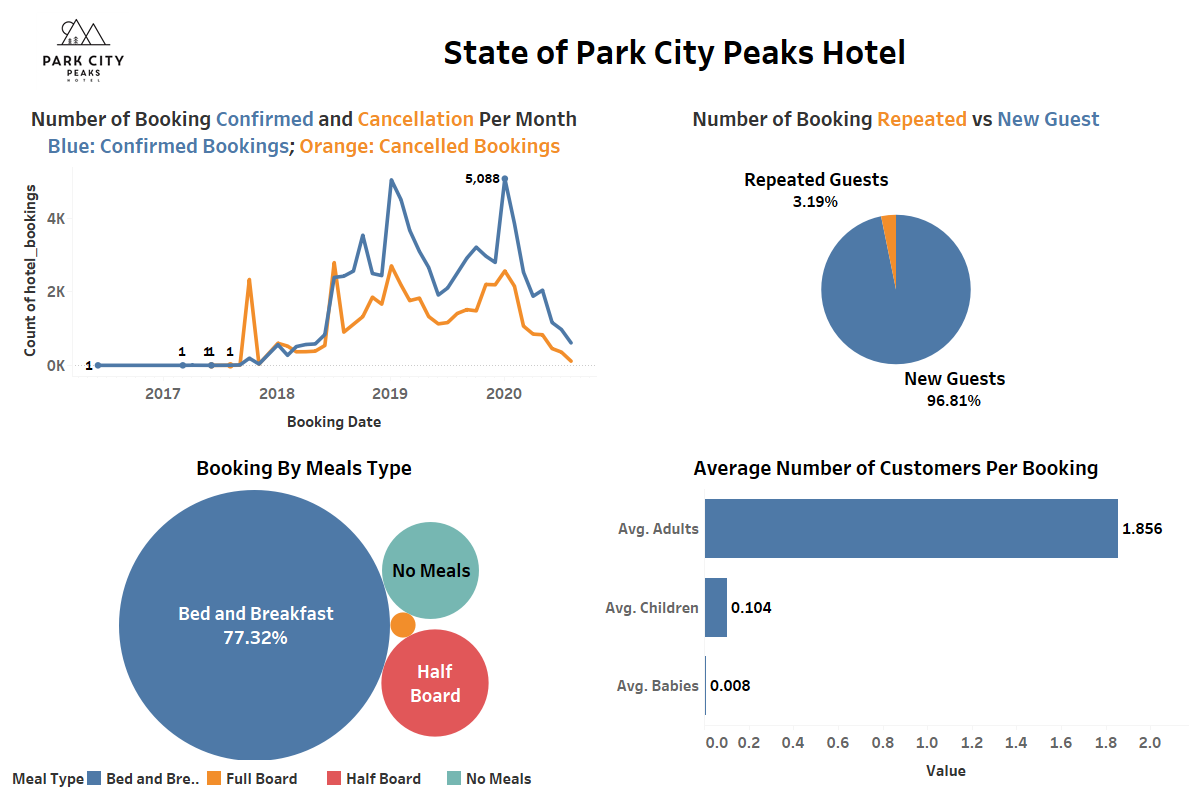 PARK CITY
PEAKS
HOTEL
State of Park City Peaks Hotel
Number of Booking Confirmed and Cancellation Per Month
Blue: Confirmed Bookings; Orange: Cancelled Bookings
Count of hotel_bookings
4K
2K
0K
5,088
1
1
11
1
2017
2018
2019
2020
Booking Date
Number of Booking Repeated vs New Guest
Repeated Guests
3.19%
New Guests
96.81%
Booking By Meals Type
Bed and Breakfast
77.32%
No Meals
Half
Board
Meal Type
Bed and Bre..
Full Board
Half Board
No Meals
Average Number of Customers Per Booking
Avg. Adults
1.856
Avg. Children
0.104
Avg. Babies
0.008
0.0 0.2 0.4 0.6 0.8 1.0 1.2 1.4 1.6 1.8 2.0
Value